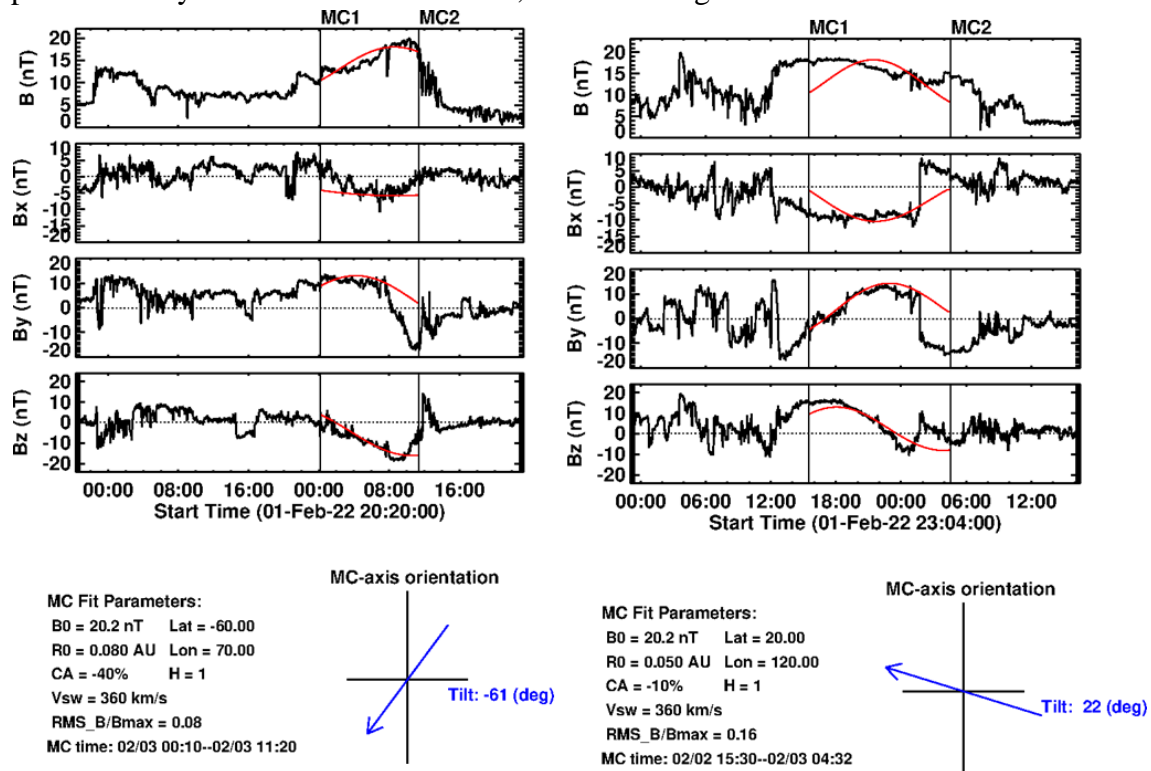 MC1 MC2
B (nT)
20
15
10
5
0
Bx (nT)
10
5
0
-5
-10
-20
By (nT)
20
10
0
-10
-20
Bz (nT)
20
10
0
-10
-20
00:00 08:00 16:00 00:00 08:00 16:00
Start Time (01-Feb-22 20:20:00)
MC-axis orientation
MC Fit Parameters:
B0 = 20.2 nT Lat = -60.00
R0 = 0.080 AU Lon = 70.00
CA = -40% H = 1
Vsw = 360 km/s
RMS_B/Bmax = 0.08
MC time: 02/03 00:10--02/03 11:20
Tilt: -61 (deg)
MC1 MC2
B (nT)
20
15
10
5
0
Bx (nT)
10
5
0
-10
-20
By (nT)
20
10
0
-10
-20
Bz (nT)
20
10
0
-10
-20
00:00 06:00 12:00 18:00 00:00 06:00 12:00
Start Time (01-Feb-22 23:04:00)
MC-axis orientation
MC Fit Parameters:
B0 = 20.2 nT Lat = 20.00
R0 = 0.050 AU Lon = 120.00
CA = -10% H = 1
Vsw = 360 km/s
RMS_B/Bmax = 0.16
MC time: 02/02 15:30--02/03 04:32
Tilt: 22 (deg)